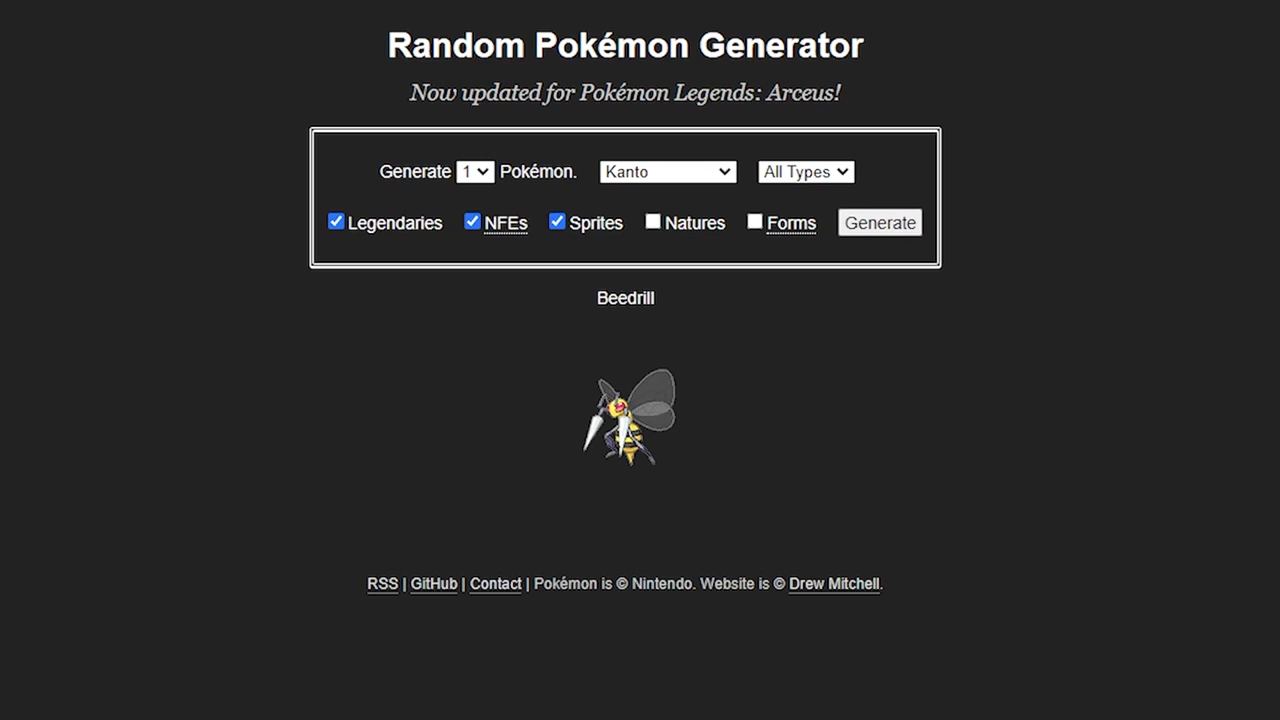 Random Pokémon Generator
Now updated for Pokémon Legends: Arceus!
Generate 1 Pokémon. Kanto All Types
Legendaries NFEs Sprites Natures Forms Generate
Beedrill
RSS | GitHub | Contact | Pokémon is © Nintendo. Website is © Drew Mitchell.